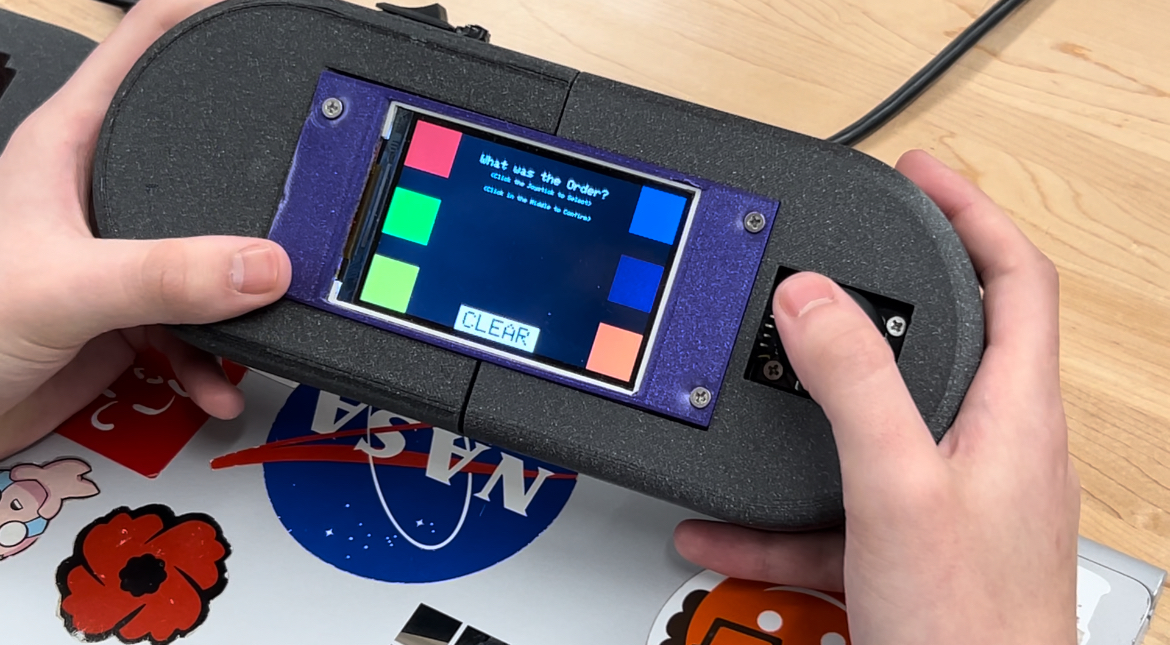 What was the Order?
<Click the Joystick to Select>
<Click in the Middle to Confirm>
CLEAR
NASA